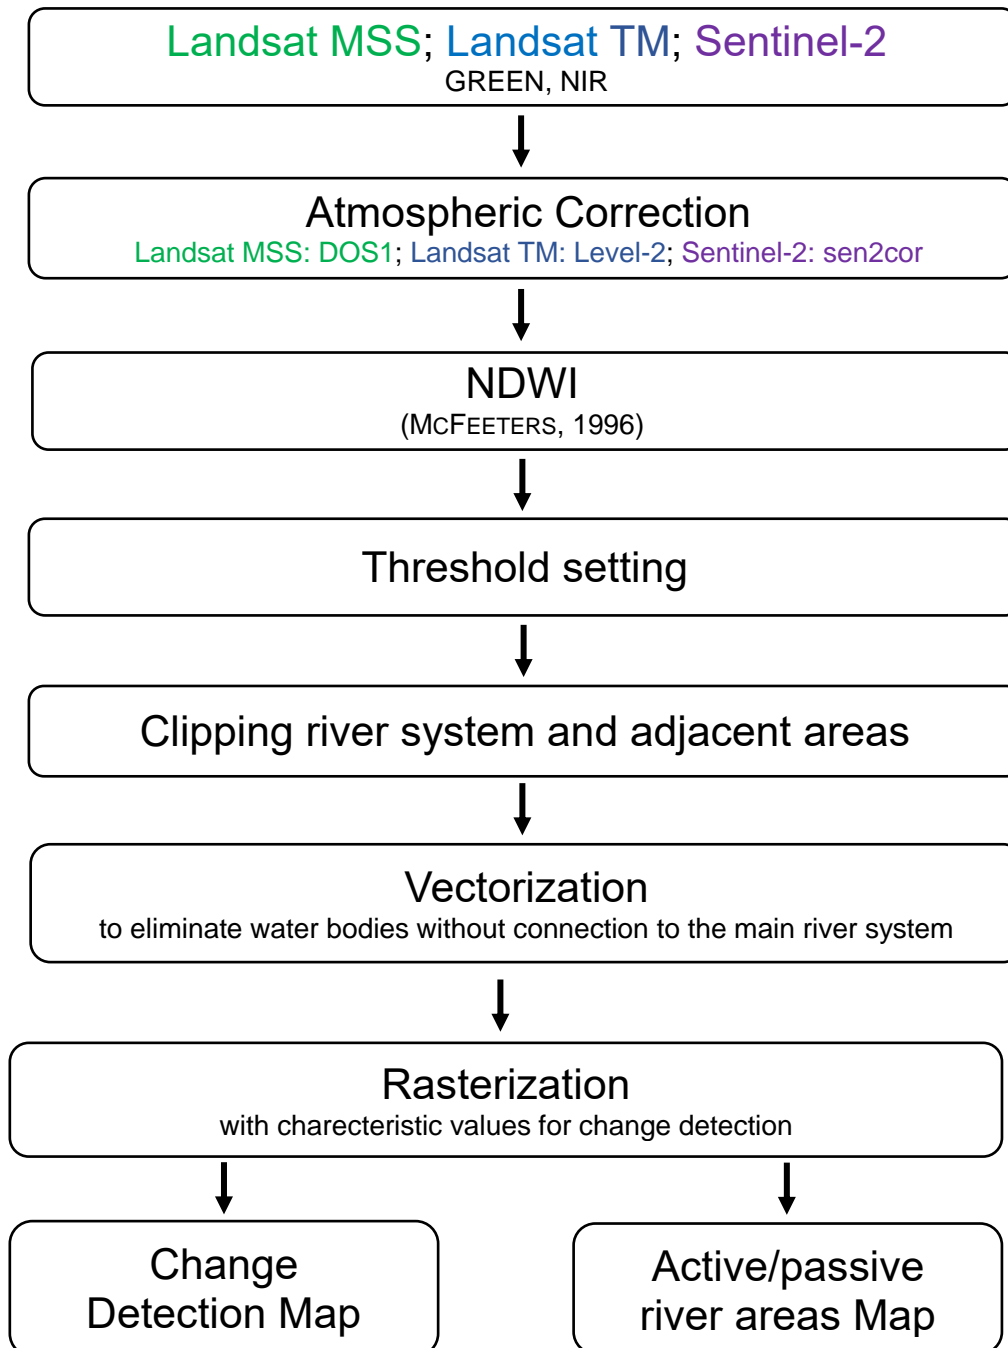 Landsat MSS; Landsat TM; Sentinel-2
GREEN, NIR
Atmospheric Correction
Landsat MSS: DOS1; Landsat TM: Level-2; Sentinel-2: sen2cor
NDWI
(MCFEETERS, 1996)
Threshold setting
Clipping river system and adjacent areas
Vectorization
to eliminate water bodies without connection to the main river system
Rasterization
with charecteristic values for change detection
Change
Detection Map
Active/passive
river areas Map